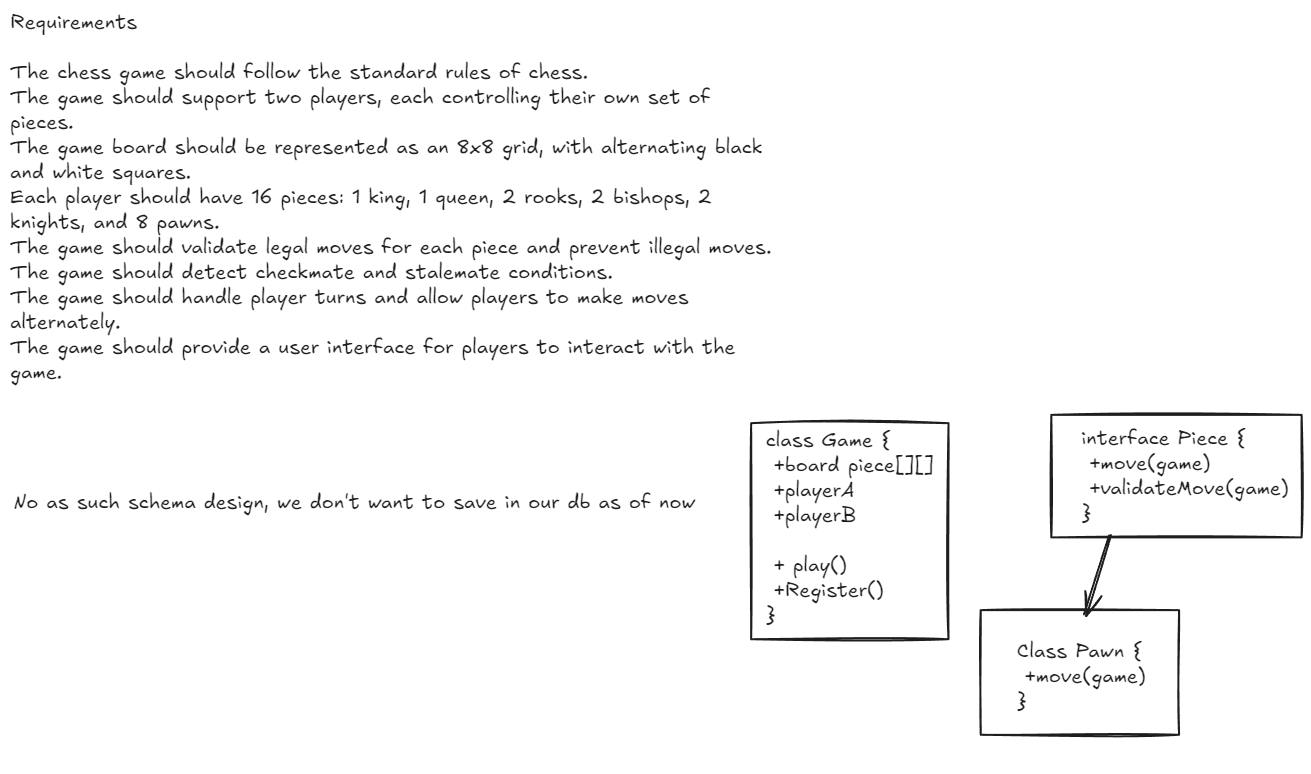 Requirements
The chess game should follow the standard rules of chess.
The game should support two players, each controlling their own set of
pieces.
The game board should be represented as an 8x8 grid, with alternating black
and white squares.
Each player should have 16 pieces: 1 king, 1 queen, 2 rooks, 2 bishops, 2
knights, and 8 pawns.
The game should validate legal moves for each piece and prevent illegal moves.
The game should detect checkmate and stalemate conditions.
The game should handle player turns and allow players to make moves
alternately.
The game should provide a user interface for players to interact with the
game.
No as such schema design, we don't want to save in our db as of now
class Game {
+board piece[][]
+playerA
+playerB
+ play()
+Register()
}
interface Piece {
+move(game)
+validateMove(game)
}
Class Pawn {
+move(game)
}